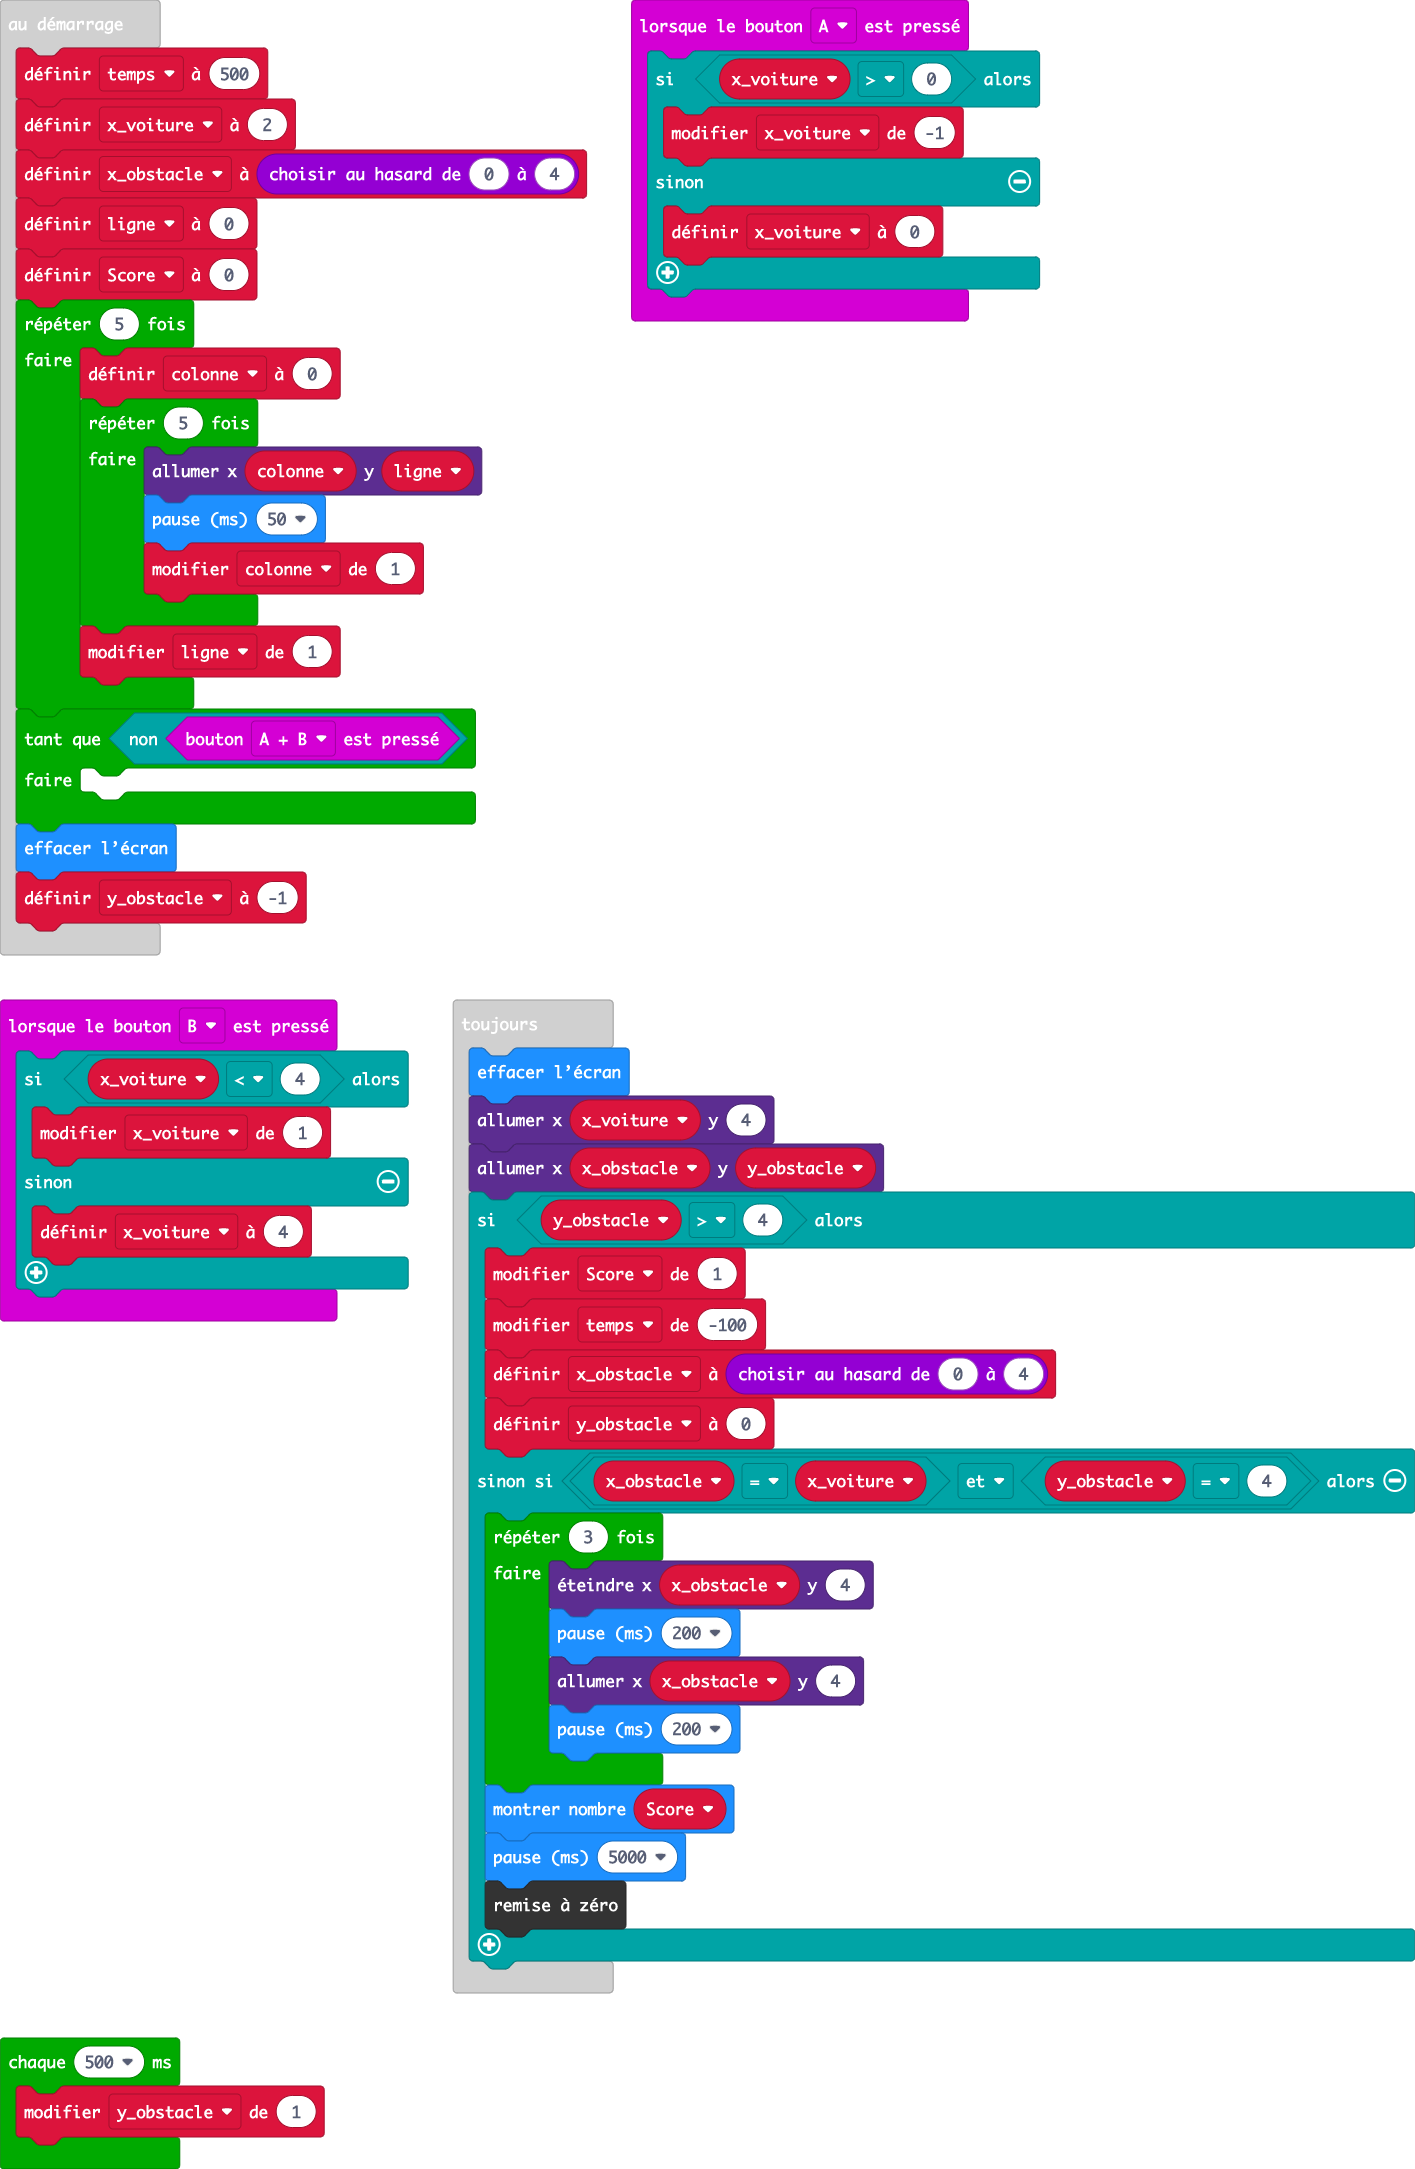 au démarrage
définir temps à 500
définir x_voiture à 2
définir x_obstacle à choisir au hasard de 0 à 4
définir ligne à 0
définir Score à 0
répéter 5 fois
faire
définir colonne à 0
répéter 5 fois
faire
allumer x colonne y ligne
pause (ms) 50
modifier colonne de 1
modifier ligne de 1
tant que non bouton A + B est pressé
faire
effacer l’écran
définir y_obstacle à -1
lorsque le bouton A est pressé
si x_voiture > 0 alors
modifier x_voiture de -1
sinon
définir x_voiture à 0
lorsque le bouton B est pressé
si x_voiture < 4 alors
modifier x_voiture de 1
sinon
définir x_voiture à 4
toujours
effacer l’écran
allumer x x_voiture y 4
allumer x x_obstacle y y_obstacle
si y_obstacle > 4 alors
modifier Score de 1
modifier temps de -100
définir x_obstacle à choisir au hasard de 0 à 4
définir y_obstacle à 0
sinon si x_obstacle = x_voiture et y_obstacle = 4 alors
répéter 3 fois
faire
éteindre x x_obstacle y 4
pause (ms) 200
allumer x x_obstacle y 4
pause (ms) 200
montrer nombre Score
pause (ms) 5000
remise à zéro
chaque 500 ms
modifier y_obstacle de 1